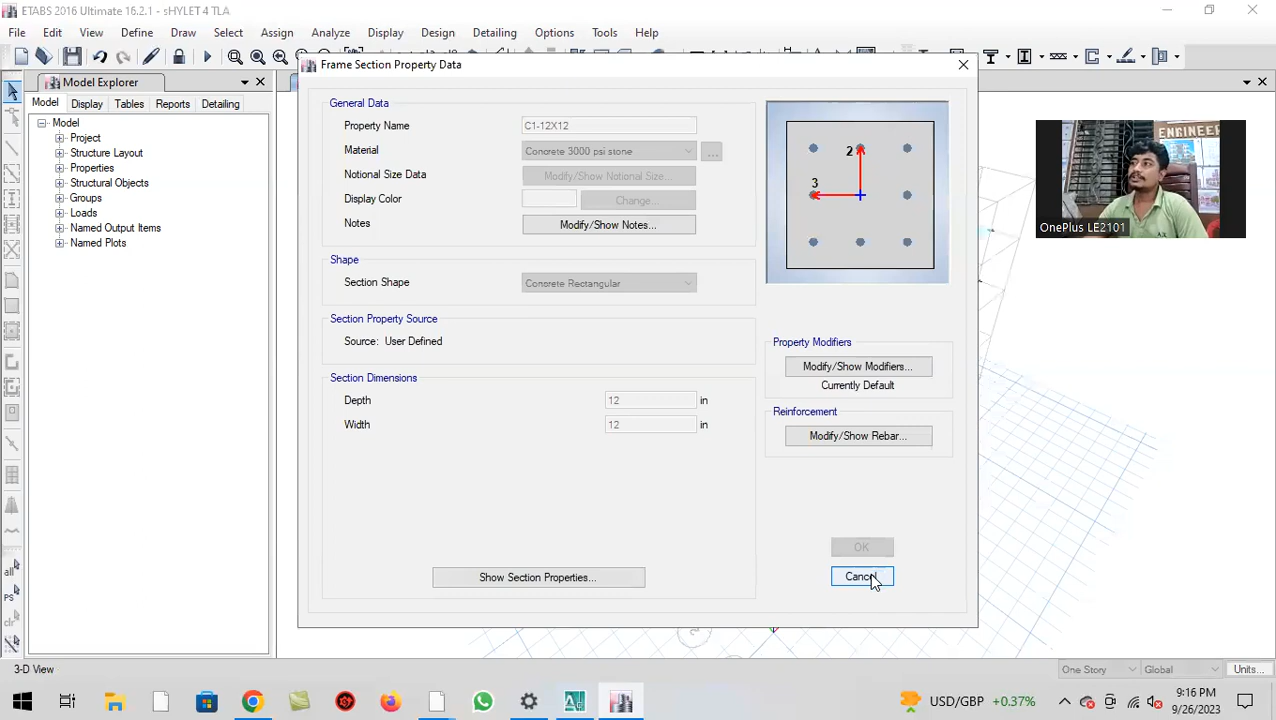 ETABS 2016 Ultimate 16.2.1 - sHYLET 4 TLA
File Edit View Define Draw Select Assign Analyze Display Design Detailing Options Tools Help
Model Explorer
Model Display Tables Reports Detailing
Model
Project
Structure Layout
Properties
Structural Objects
Groups
Loads
Named Output Items
Named Plots
all
PS
clr
Frame Section Property Data
General Data
Property Name C1-12X12
Material Concrete 3000 psi stone ...
Notional Size Data Modify/Show Notional Size...
Display Color Change...
Notes Modify/Show Notes...
Shape
Section Shape Concrete Rectangular
Section Property Source
Source: User Defined
Section Dimensions
Depth 12 in
Width 12 in
Show Section Properties...
2
3
Property Modifiers
Modify/Show Modifiers...
Currently Default
Reinforcement
Modify/Show Rebar...
OK
Cancel
ENGINEER
OnePlus LE2101
3-D View One Story Global Units...
USD/GBP +0.37%
9:16 PM
9/26/2023